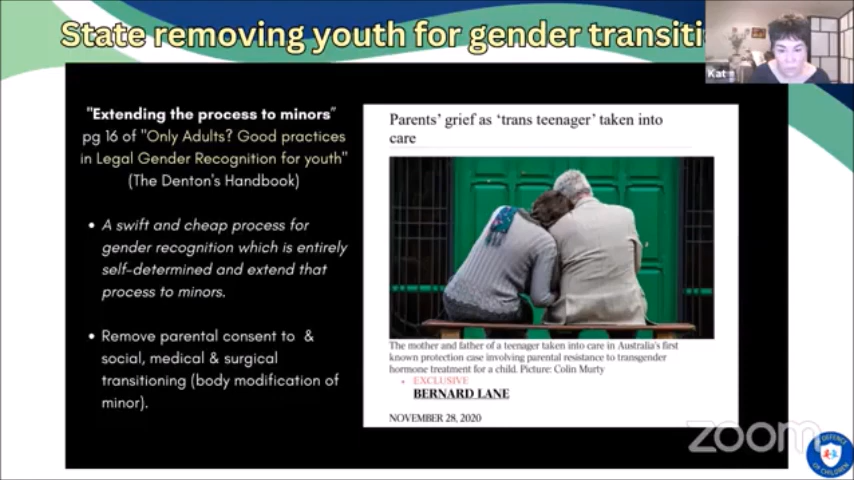 State removing youth for gender transiti
Kat
"Extending the process to minors"
pg 16 of "Only Adults? Good practices
in Legal Gender Recognition for youth"
(The Denton's Handbook)
• A swift and cheap process for
gender recognition which is entirely
self-determined and extend that
process to minors.
• Remove parental consent to &
social, medical & surgical
transitioning (body modification of
minor).
Parents' grief as 'trans teenager' taken into
care
The mother and father of a teenager taken into care in Australia's first
known protection case involving parental resistance to transgender
hormone treatment for a child. Picture: Colin Murty
• EXCLUSIVE
BERNARD LANE
NOVEMBER 28, 2020
zoom
DEFENCE
OF CHILDREN